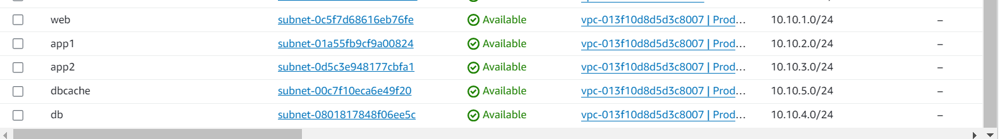 web subnet-0c5f7d68616eb76fe Available vpc-013f10d8d5d3c8007 | Prod… 10.10.1.0/24 –
app1 subnet-01a55fb9cf9a00824 Available vpc-013f10d8d5d3c8007 | Prod… 10.10.2.0/24 –
app2 subnet-0d5c3e948177cbfa1 Available vpc-013f10d8d5d3c8007 | Prod… 10.10.3.0/24 –
dbcache subnet-00c7f10eca6e49f20 Available vpc-013f10d8d5d3c8007 | Prod… 10.10.5.0/24 –
db subnet-0801817848f06ee5c Available vpc-013f10d8d5d3c8007 | Prod… 10.10.4.0/24 –